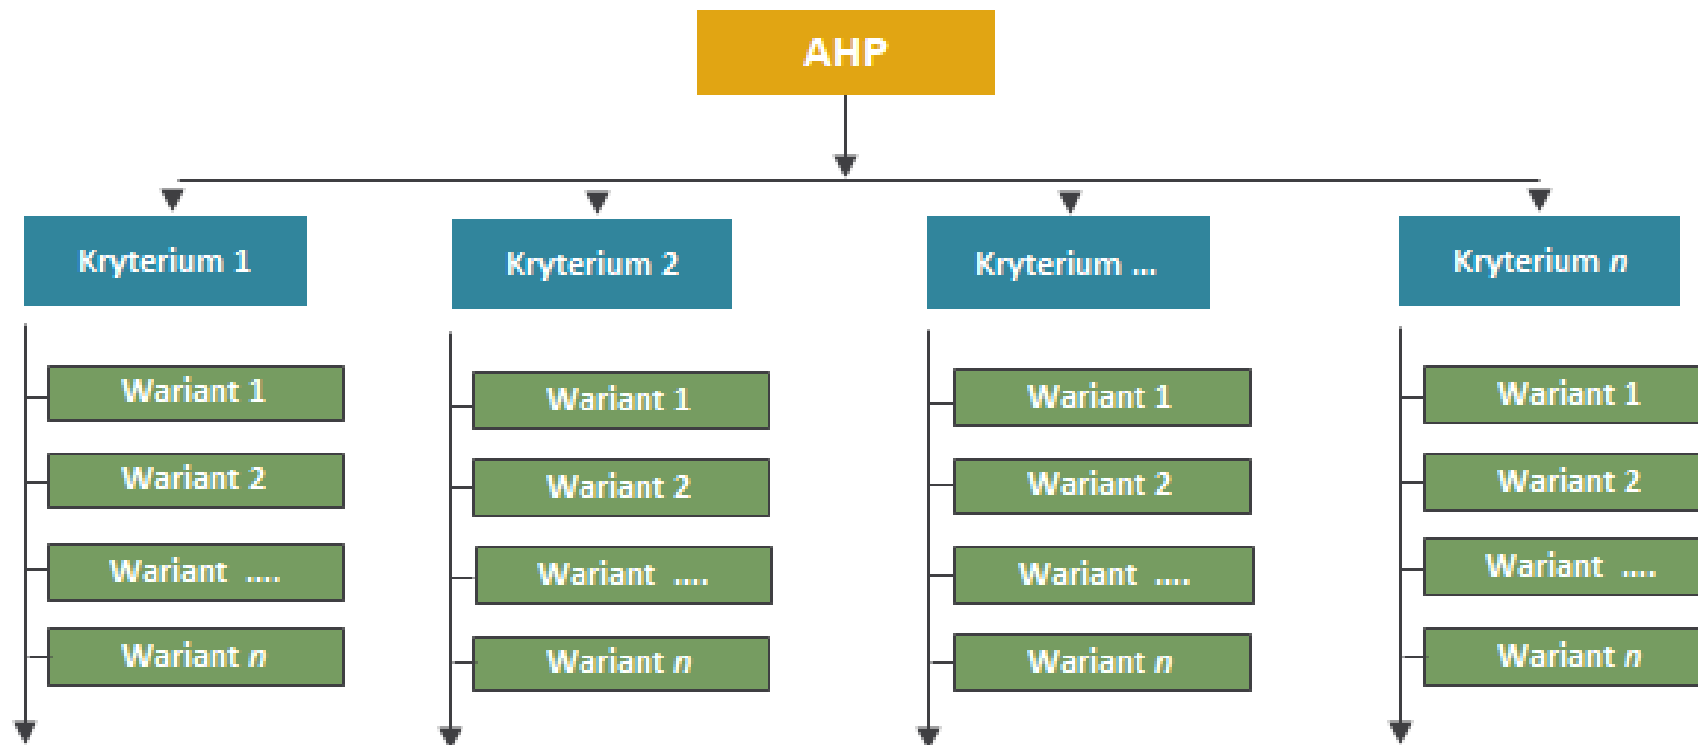 AHP
Kryterium 1
Kryterium 2
Kryterium ...
Kryterium n
Wariant 1
Wariant 2
Wariant ....
Wariant n
Wariant 1
Wariant 2
Wariant ....
Wariant n
Wariant 1
Wariant 2
Wariant ....
Wariant n
Wariant 1
Wariant 2
Wariant ....
Wariant n